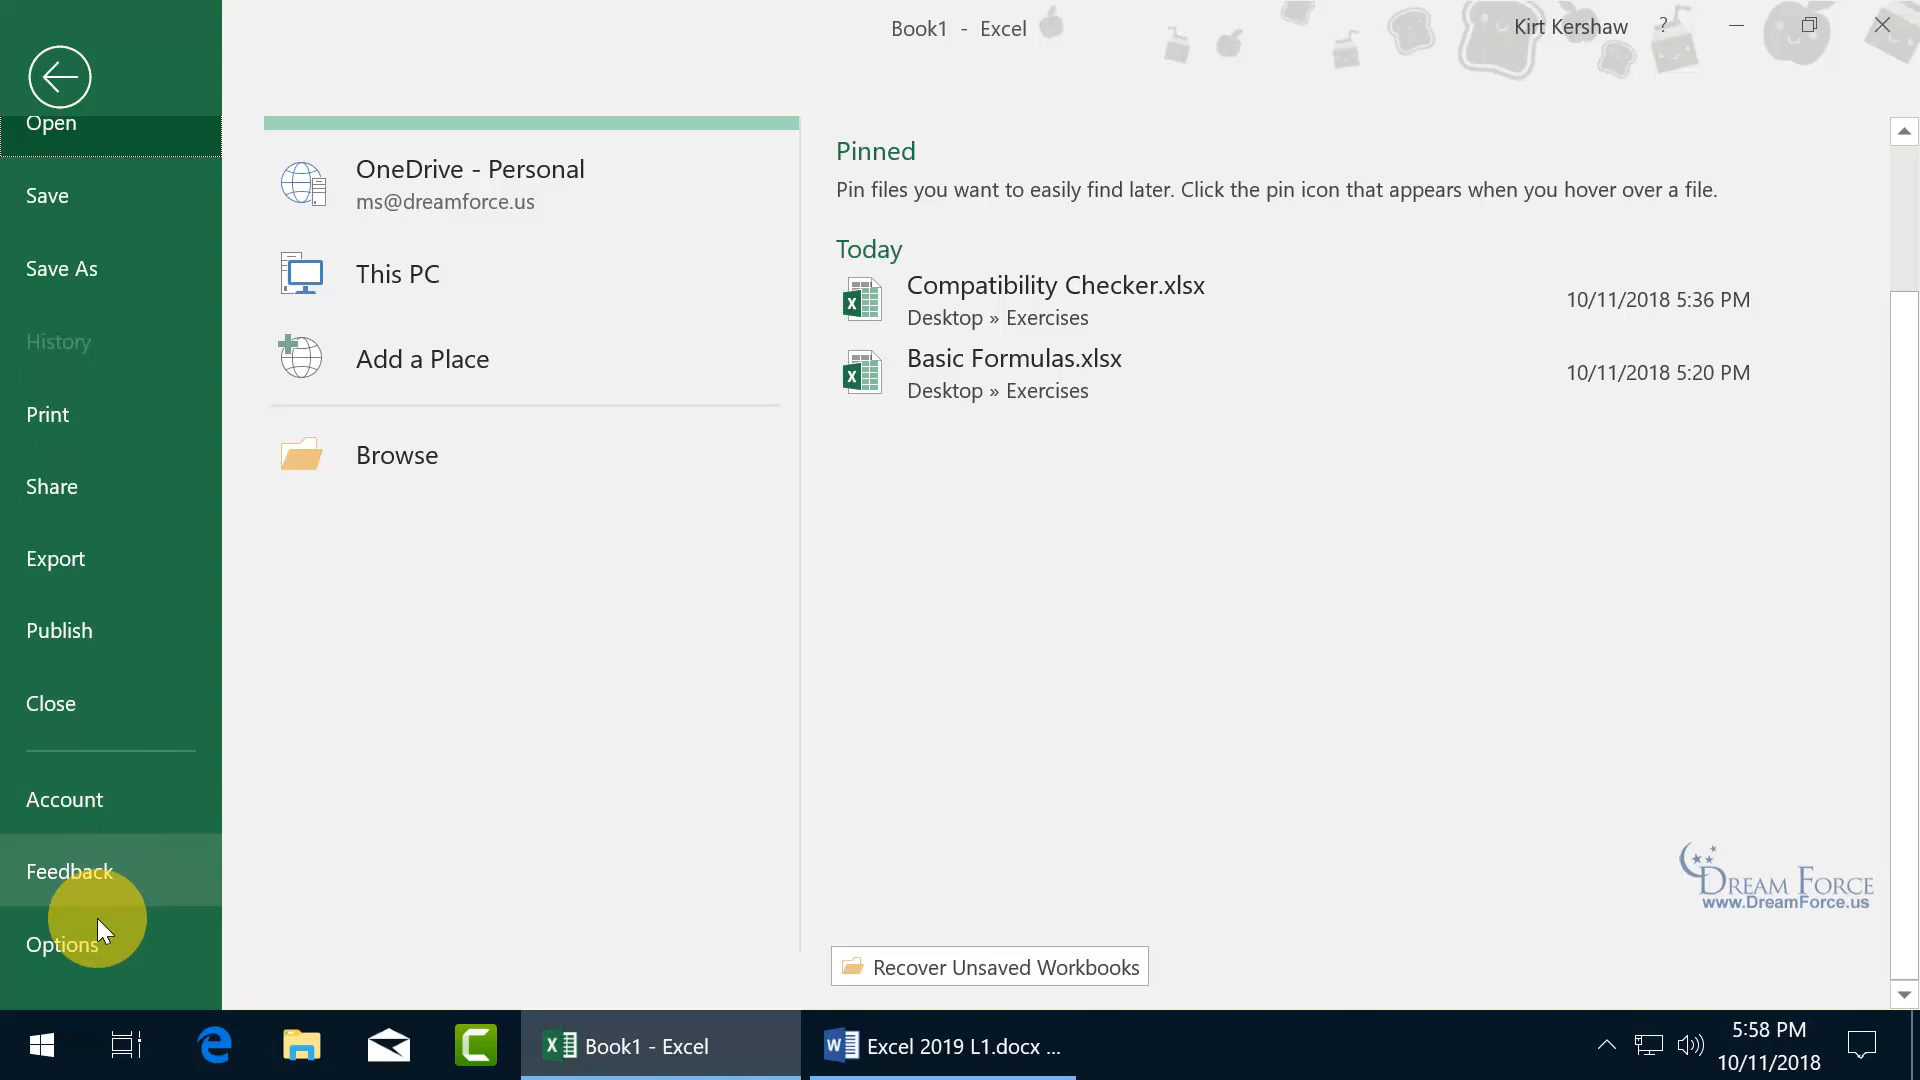 Book1 - Excel
Kirt Kershaw ?
Open
Save
Save As
History
Print
Share
Export
Publish
Close
Account
Feedback
Options
OneDrive - Personal
ms@dreamforce.us
This PC
Add a Place
Browse
Pinned
Pin files you want to easily find later. Click the pin icon that appears when you hover over a file.
Today
Compatibility Checker.xlsx
Desktop » Exercises
10/11/2018 5:36 PM
Basic Formulas.xlsx
Desktop » Exercises
10/11/2018 5:20 PM
DREAM FORCE
www.DreamForce.us
Recover Unsaved Workbooks
Book1 - Excel
Excel 2019 L1.docx ...
5:58 PM
10/11/2018